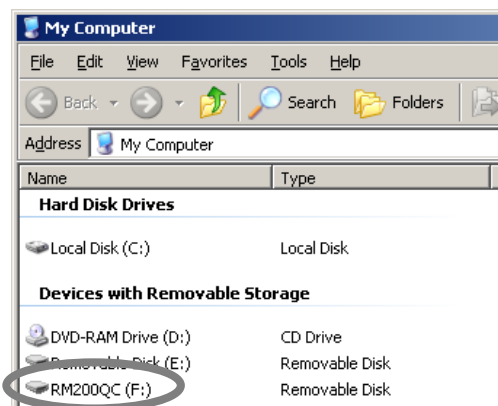 My Computer
File Edit View Favorites Tools Help
Back Search Folders
Address My Computer
Name Type
Hard Disk Drives
Local Disk (C:) Local Disk
Devices with Removable Storage
DVD-RAM Drive (D:) CD Drive
Removable Disk (E:) Removable Disk
RM200QC (F:) Removable Disk